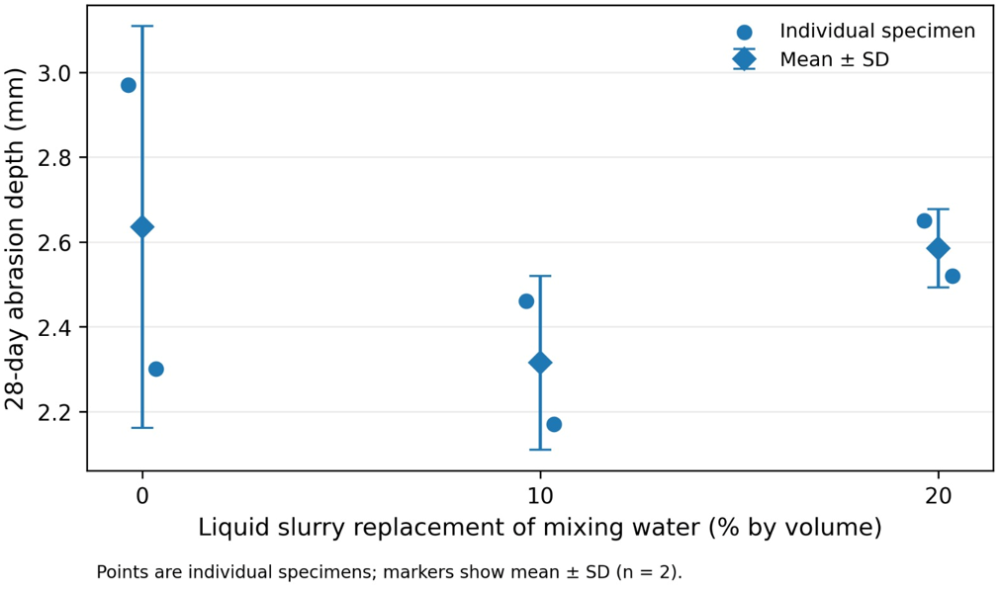 Individual specimen
Mean ± SD
28-day abrasion depth (mm)
3.0
2.8
2.6
2.4
2.2
0
10
20
Liquid slurry replacement of mixing water (% by volume)
Points are individual specimens; markers show mean ± SD (n = 2).